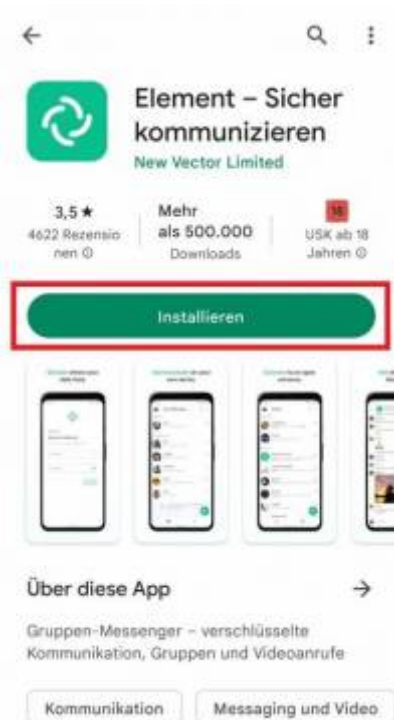 Element – Sicher
kommunizieren
New Vector Limited
3,5★
4622 Rezensio
nen
Mehr
als 500.000
Downloads
18
USK ab 18
Jahren
Installieren
Über diese App
Gruppen-Messenger – verschlüsselte
Kommunikation, Gruppen und Videoanrufe
Kommunikation
Messaging und Video